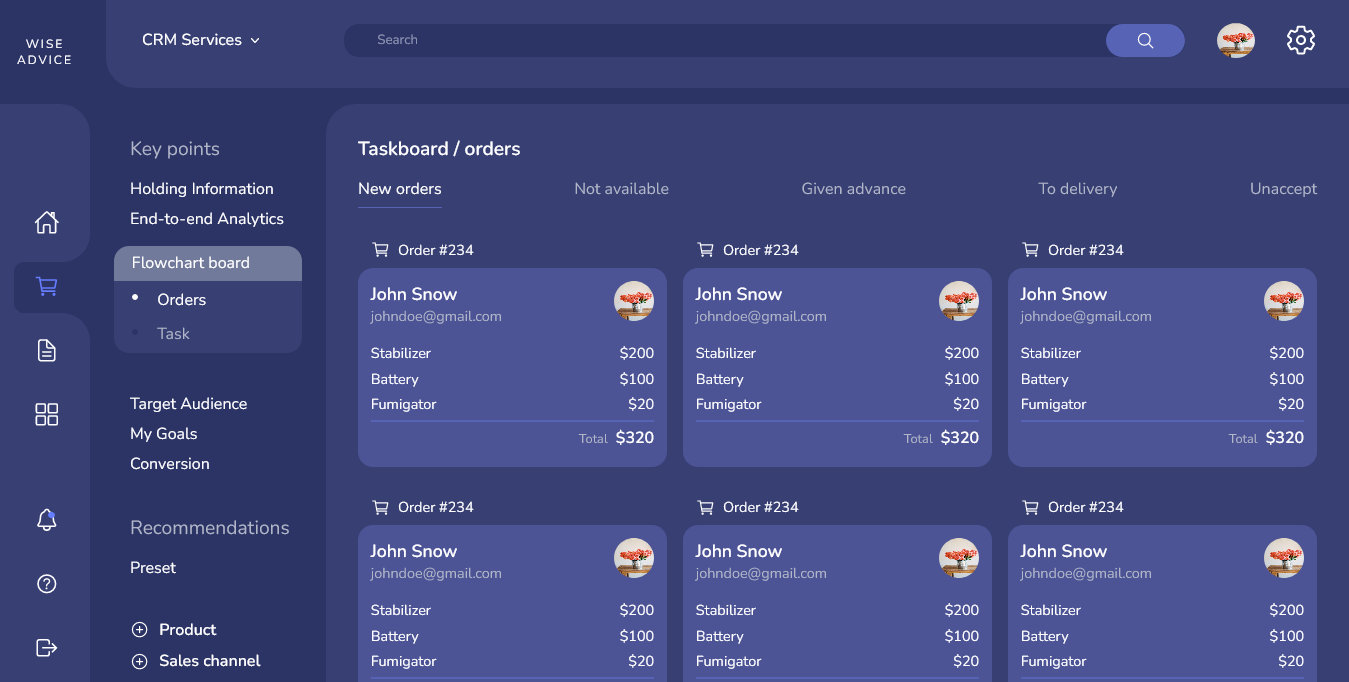 WISE
ADVICE
CRM Services
Search
Key points
Holding Information
End-to-end Analytics
Flowchart board
Orders
Task
Target Audience
My Goals
Conversion
Recommendations
Preset
Product
Sales channel
Taskboard / orders
New orders Not available Given advance To delivery Unaccept
Order #234 Order #234 Order #234
John Snow John Snow John Snow
johndoe@gmail.com johndoe@gmail.com johndoe@gmail.com
Stabilizer $200 Stabilizer $200 Stabilizer $200
Battery $100 Battery $100 Battery $100
Fumigator $20 Fumigator $20 Fumigator $20
Total $320 Total $320 Total $320
Order #234 Order #234 Order #234
John Snow John Snow John Snow
johndoe@gmail.com johndoe@gmail.com johndoe@gmail.com
Stabilizer $200 Stabilizer $200 Stabilizer $200
Battery $100 Battery $100 Battery $100
Fumigator $20 Fumigator $20 Fumigator $20